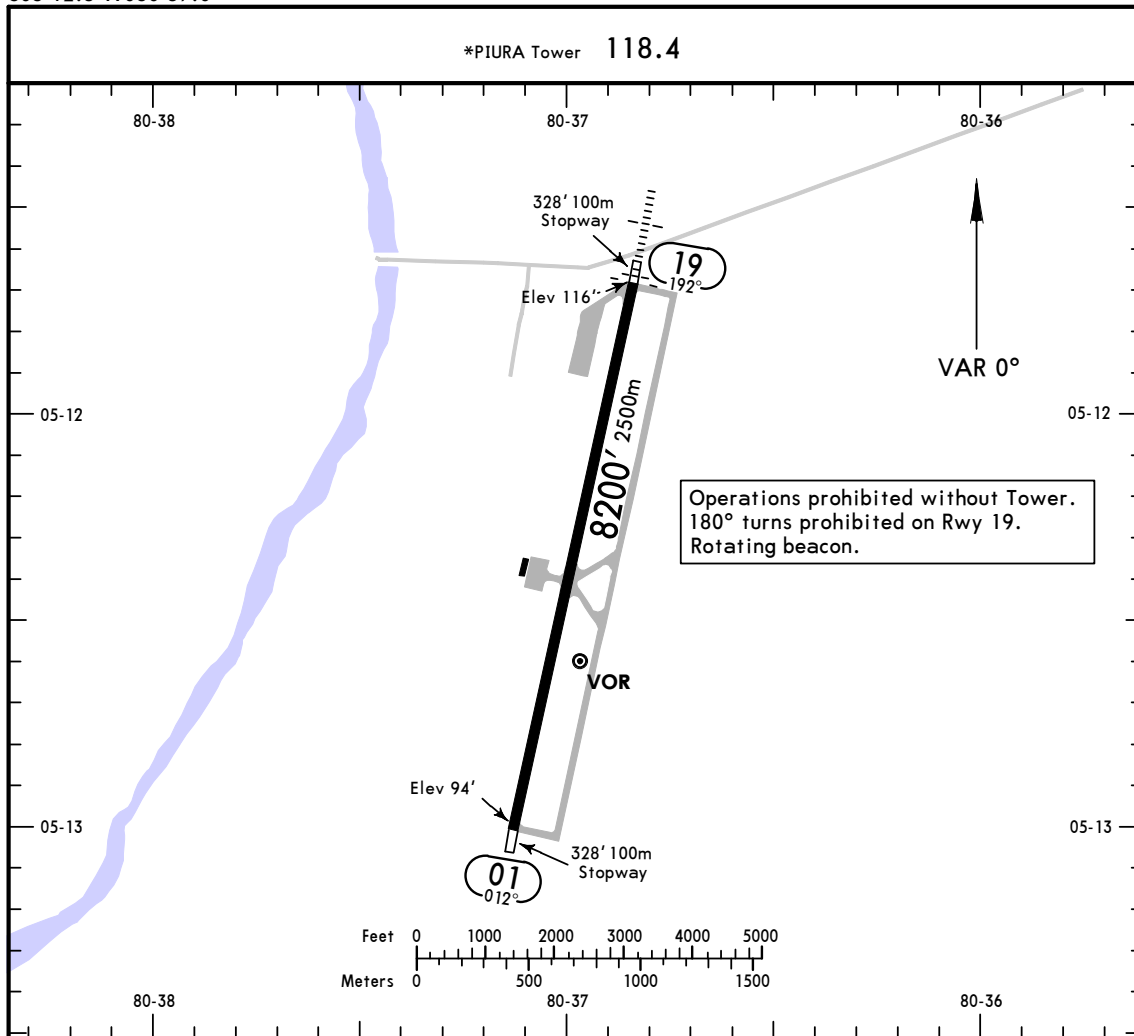 *PIURA Tower 118.4
80-38 80-37 80-36
328' 100m
Stopway
19
192°
Elev 116'
VAR 0°
05-12 05-12
8200' 2500m
Operations prohibited without Tower.
180° turns prohibited on Rwy 19.
Rotating beacon.
VOR
Elev 94'
05-13 05-13
328' 100m
Stopway
01
012°
Feet 0 1000 2000 3000 4000 5000
Meters 0 500 1000 1500
80-38 80-37 80-36